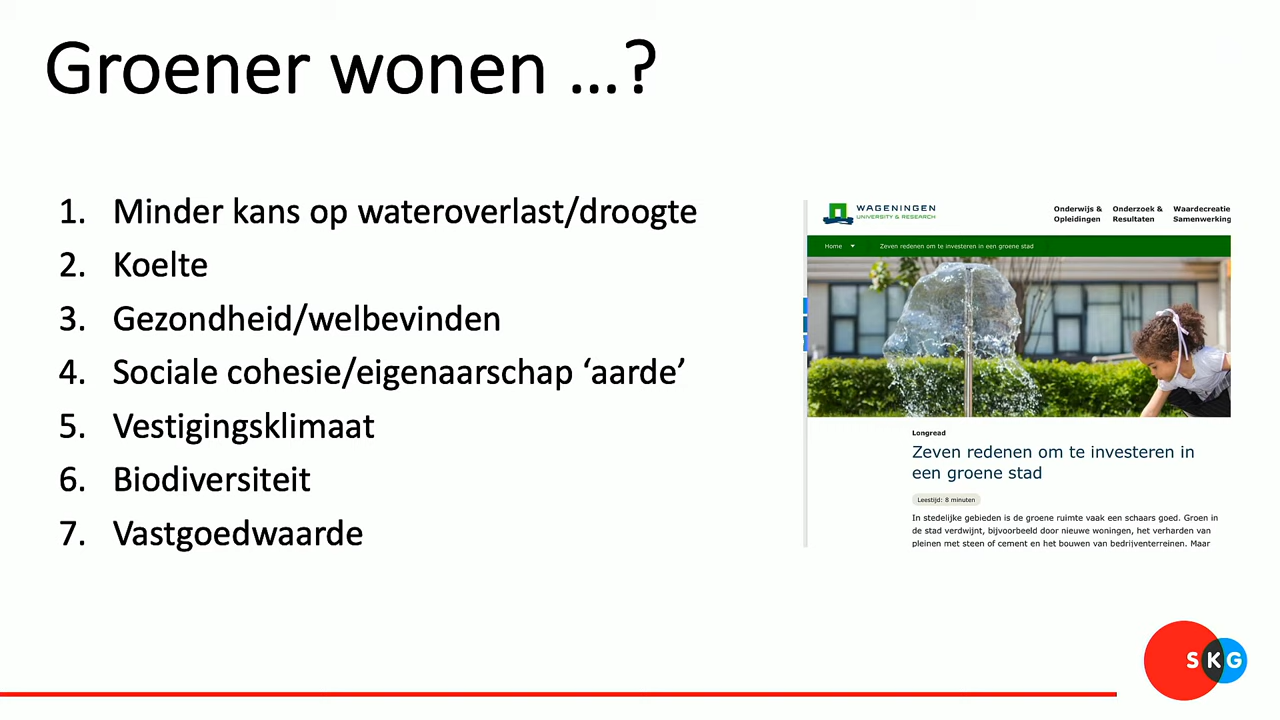 Groener wonen ...?
1. Minder kans op wateroverlast/droogte
2. Koelte
3. Gezondheid/welbevinden
4. Sociale cohesie/eigenaarschap ‘aarde’
5. Vestigingsklimaat
6. Biodiversiteit
7. Vastgoedwaarde
WAGENINGEN
UNIVERSITY & RESEARCH
Onderwijs &
Opleidingen
Onderzoek &
Resultaten
Waardecreatie
Samenwerking
Home
Zeven redenen om te investeren in een groene stad
Longread
Zeven redenen om te investeren in
een groene stad
Leestijd: 8 minuten
In stedelijke gebieden is de groene ruimte vaak een schaars goed. Groen in
de stad verdwijnt, bijvoorbeeld door nieuwe woningen, het verharden van
pleinen met steen of cement en het bouwen van bedrijventerreinen. Maar
SKG